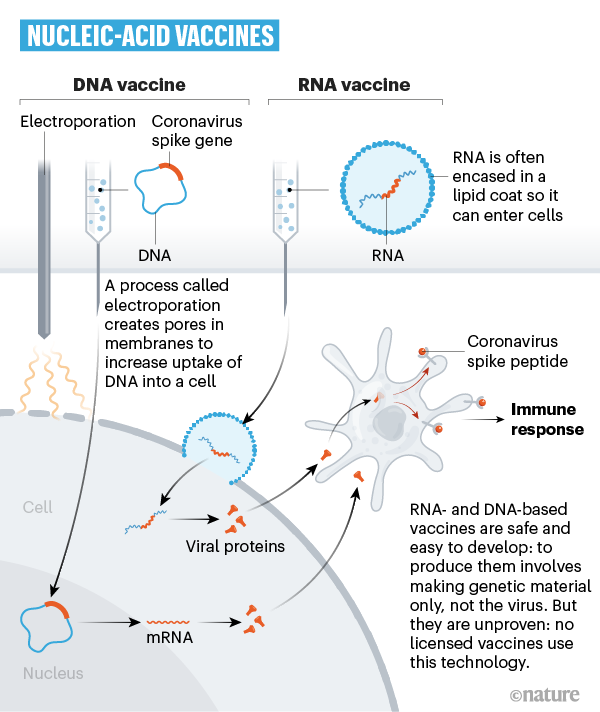 NUCLEIC-ACID VACCINES
DNA vaccine
RNA vaccine
Electroporation
Coronavirus
spike gene
RNA is often
encased in a
lipid coat so it
can enter cells
DNA
RNA
A process called
electroporation
creates pores in
membranes to
increase uptake of
DNA into a cell
Coronavirus
spike peptide
Immune
response
Cell
Viral proteins
RNA- and DNA-based
vaccines are safe and
easy to develop: to
produce them involves
making genetic material
only, not the virus. But
they are unproven: no
licensed vaccines use
this technology.
mRNA
Nucleus
©nature